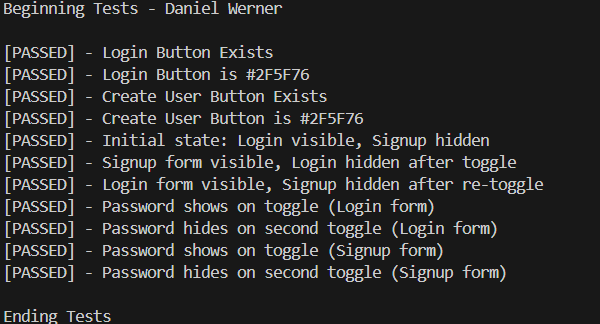 Beginning Tests - Daniel Werner
[PASSED] - Login Button Exists
[PASSED] - Login Button is #2F5F76
[PASSED] - Create User Button Exists
[PASSED] - Create User Button is #2F5F76
[PASSED] - Initial state: Login visible, Signup hidden
[PASSED] - Signup form visible, Login hidden after toggle
[PASSED] - Login form visible, Signup hidden after re-toggle
[PASSED] - Password shows on toggle (Login form)
[PASSED] - Password hides on second toggle (Login form)
[PASSED] - Password shows on toggle (Signup form)
[PASSED] - Password hides on second toggle (Signup form)
Ending Tests